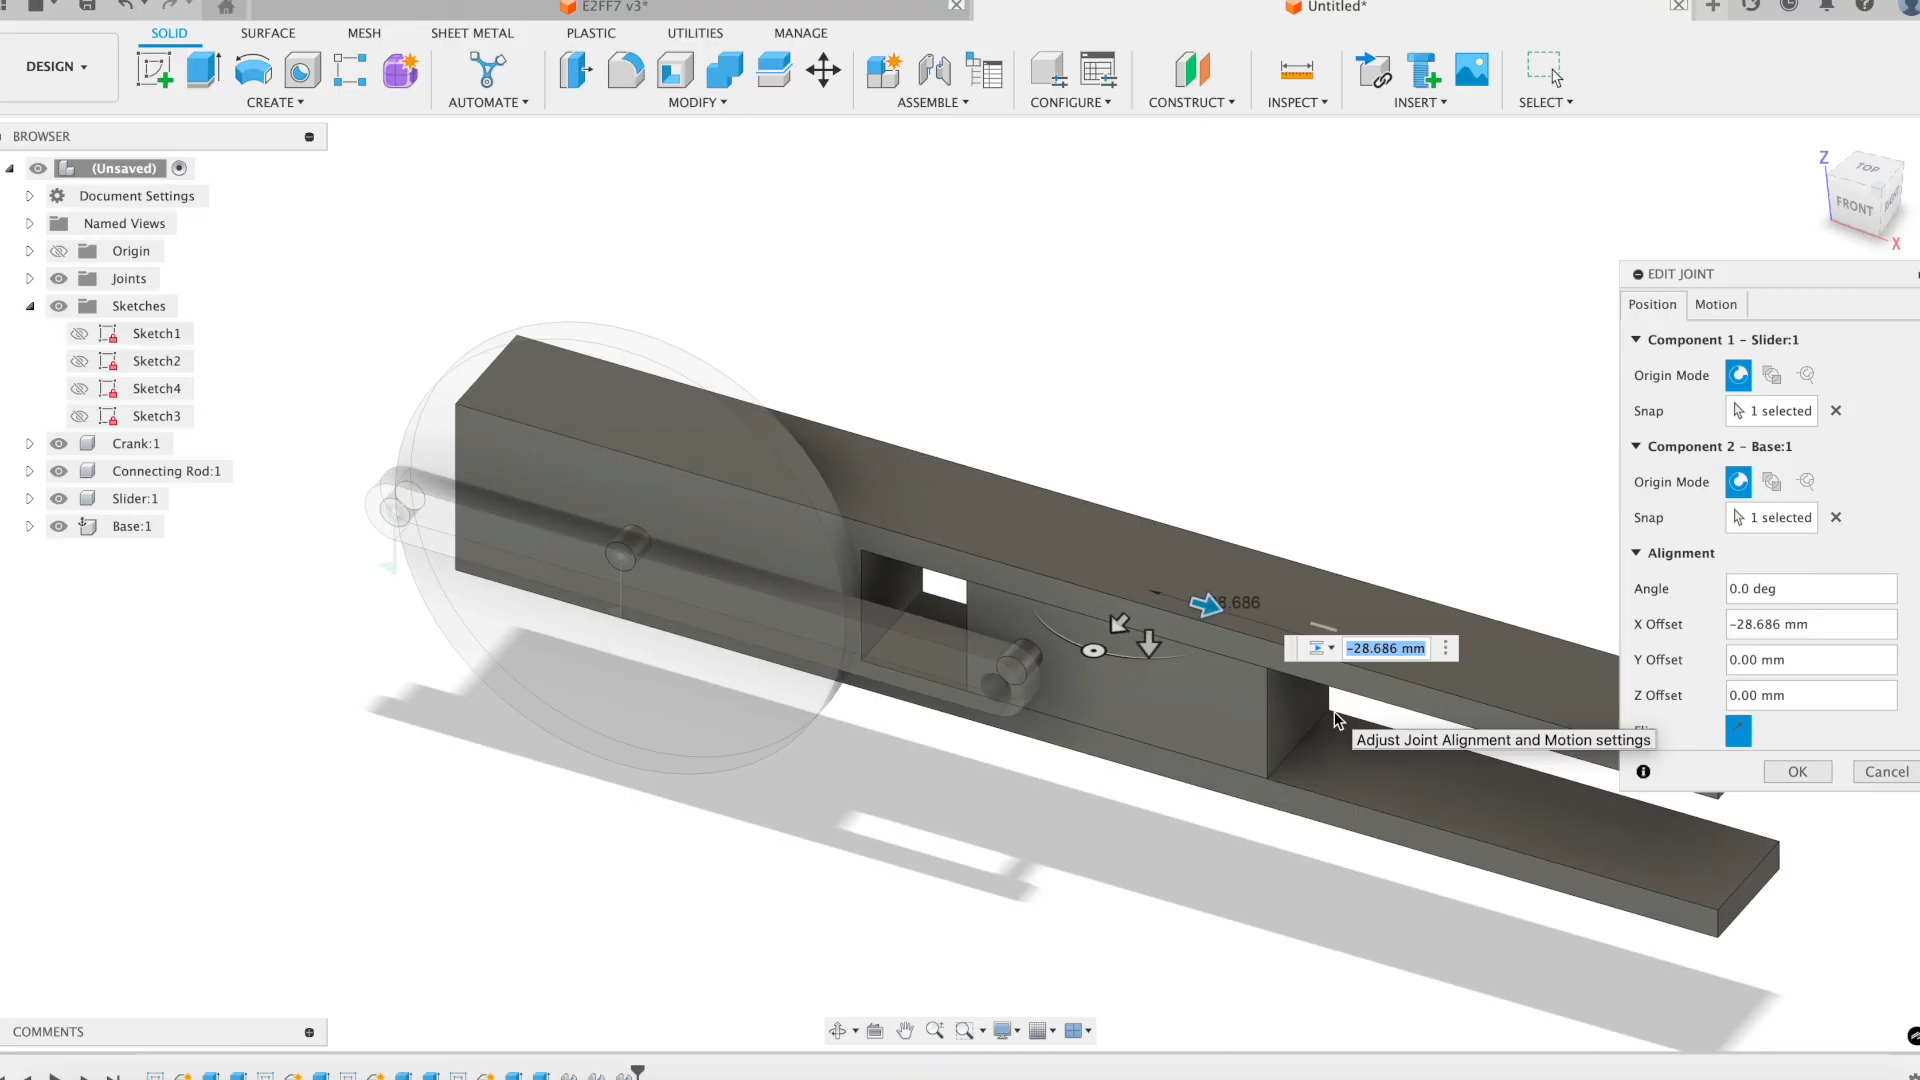 E2FF7 v3*
Untitled*
DESIGN
SOLID
SURFACE
MESH
SHEET METAL
PLASTIC
UTILITIES
MANAGE
CREATE
AUTOMATE
MODIFY
ASSEMBLE
CONFIGURE
CONSTRUCT
INSPECT
INSERT
SELECT
BROWSER
(Unsaved)
Document Settings
Named Views
Origin
Joints
Sketches
Sketch1
Sketch2
Sketch4
Sketch3
Crank:1
Connecting Rod:1
Slider:1
Base:1
Z
TOP
FRONT
X
8.686
-28.686 mm
Adjust Joint Alignment and Motion settings
EDIT JOINT
Position
Motion
Component 1 - Slider:1
Origin Mode
Snap
1 selected
Component 2 - Base:1
Origin Mode
Snap
1 selected
Alignment
Angle
0.0 deg
X Offset
-28.686 mm
Y Offset
0.00 mm
Z Offset
0.00 mm
OK
Cancel
COMMENTS